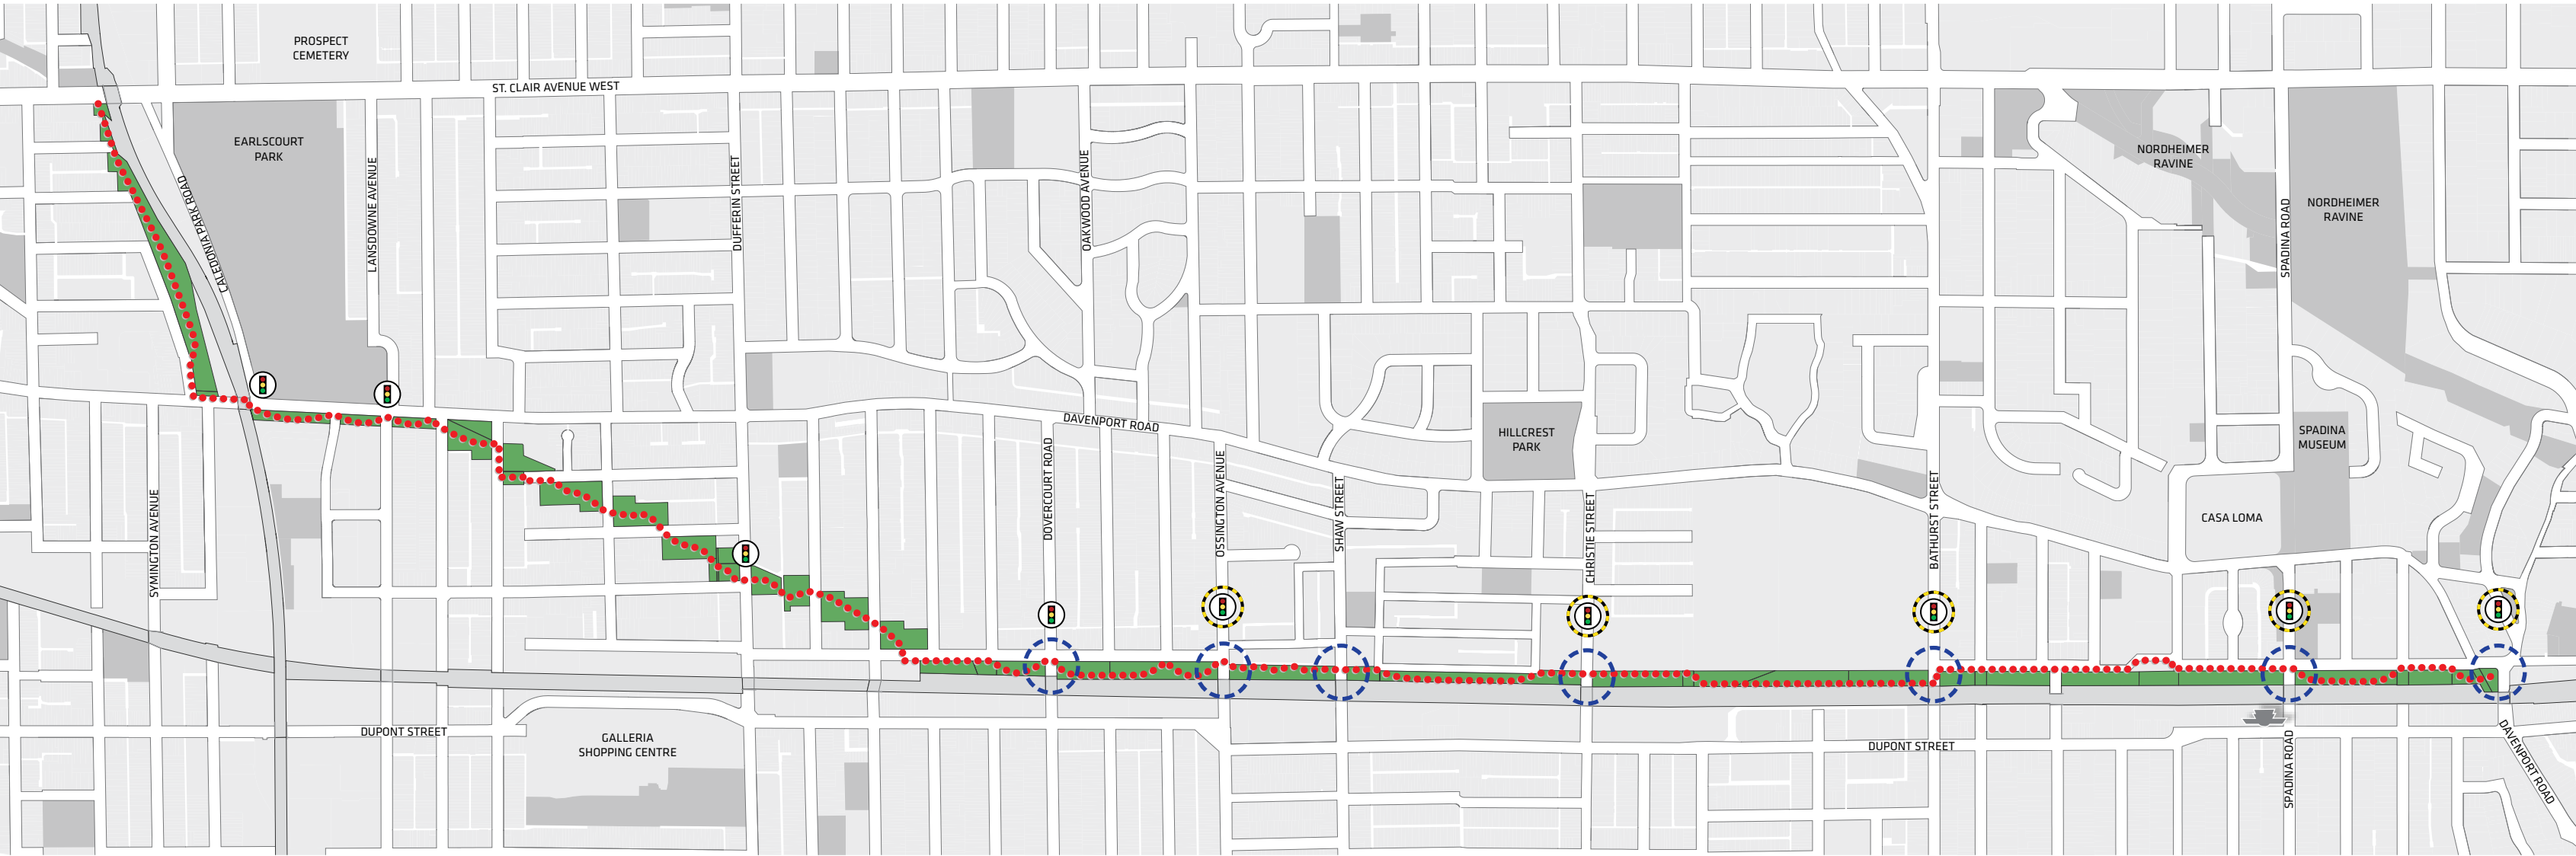 PROSPECT
CEMETERY
ST. CLAIR AVENUE WEST
EARLSCOURT
PARK
CALEDONIA PARK ROAD
LANSDOWNE AVENUE
DUFFERIN STREET
OAKWOOD AVENUE
NORDHEIMER
RAVINE
SPADINA ROAD
NORDHEIMER
RAVINE
DAVENPORT ROAD
HILLCREST
PARK
SPADINA
MUSEUM
CASA LOMA
SYMINGTON AVENUE
DOVERCOURT ROAD
OSSINGTON AVENUE
SHAW STREET
CHRISTIE STREET
BATHURST STREET
DUPONT STREET
GALLERIA
SHOPPING CENTRE
DUPONT STREET
SPADINA ROAD
DAVENPORT ROAD